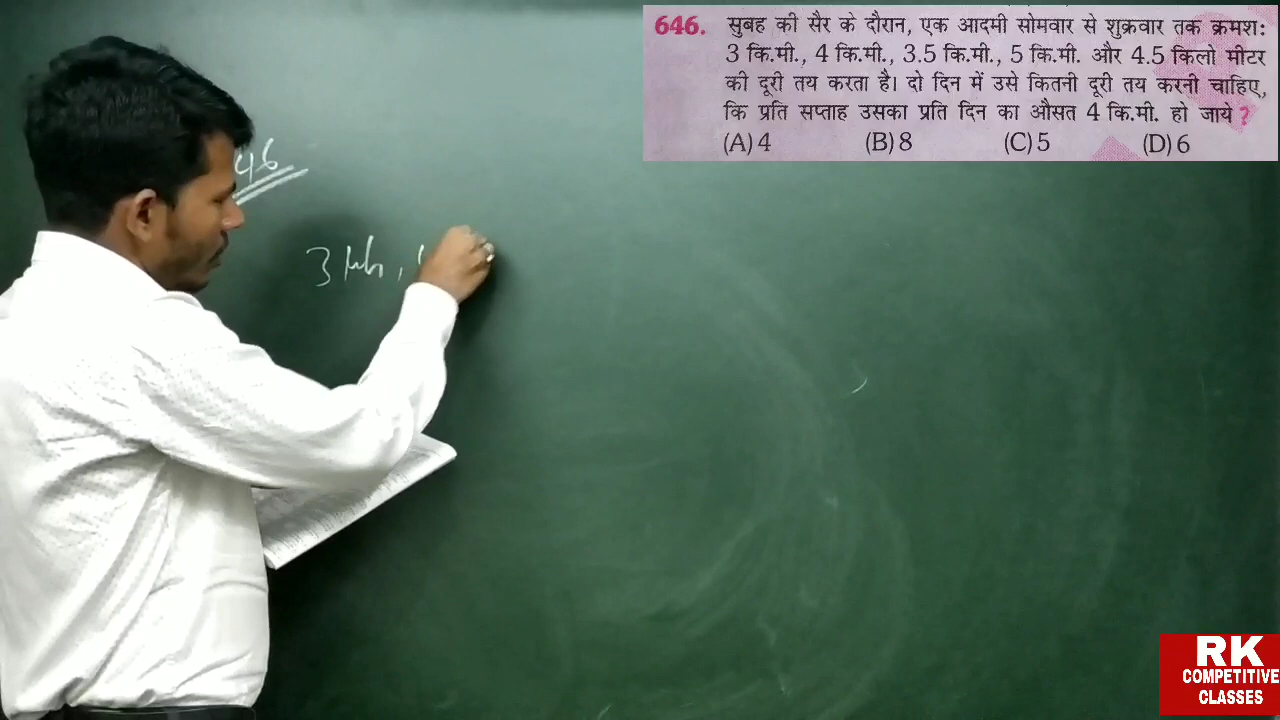 646. सुबह की सैर के दौरान, एक आदमी सोमवार से शुक्रवार तक क्रमशः
3 कि.मी., 4 कि.मी., 3.5 कि.मी., 5 कि.मी. और 4.5 किलो मीटर
की दूरी तय करता है। दो दिन में उसे कितनी दूरी तय करनी चाहिए,
कि प्रति सप्ताह उसका प्रति दिन का औसत 4 कि.मी. हो जाये ?
(A) 4 (B) 8 (C) 5 (D) 6
46
3
RK
COMPETITIVE
CLASSES